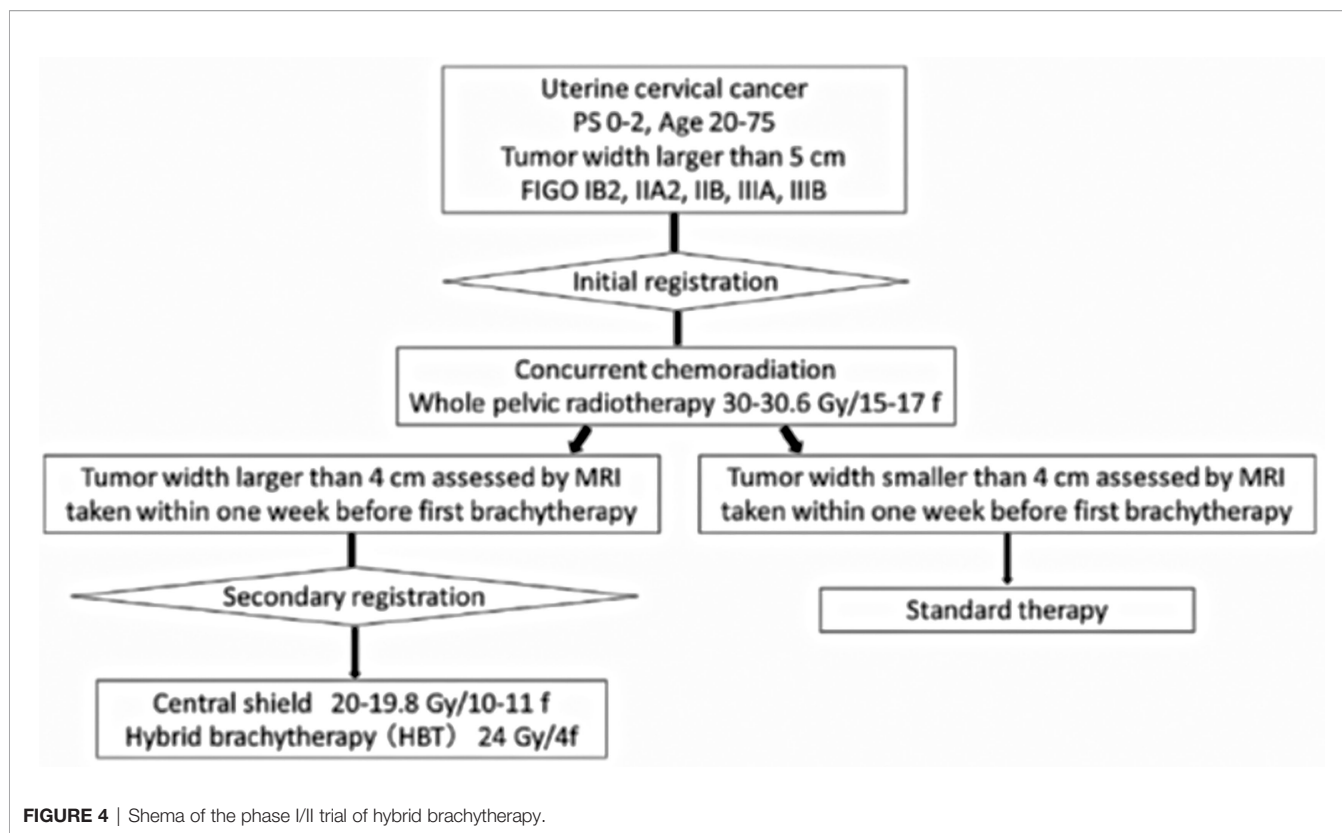 Uterine cervical cancer
PS 0-2, Age 20-75
Tumor width larger than 5 cm
FIGO IB2, IIA2, IIB, IIIA, IIIB
Initial registration
Concurrent chemoradiation
Whole pelvic radiotherapy 30-30.6 Gy/15-17 f
Tumor width larger than 4 cm assessed by MRI
taken within one week before first brachytherapy
Tumor width smaller than 4 cm assessed by MRI
taken within one week before first brachytherapy
Secondary registration
Standard therapy
Central shield 20-19.8 Gy/10-11 f
Hybrid brachytherapy（HBT） 24 Gy/4f
FIGURE 4 | Shema of the phase I/II trial of hybrid brachytherapy.